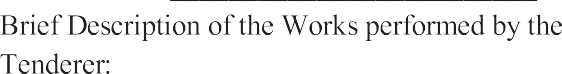 Brief Description of the Works performed by the
Tenderer: